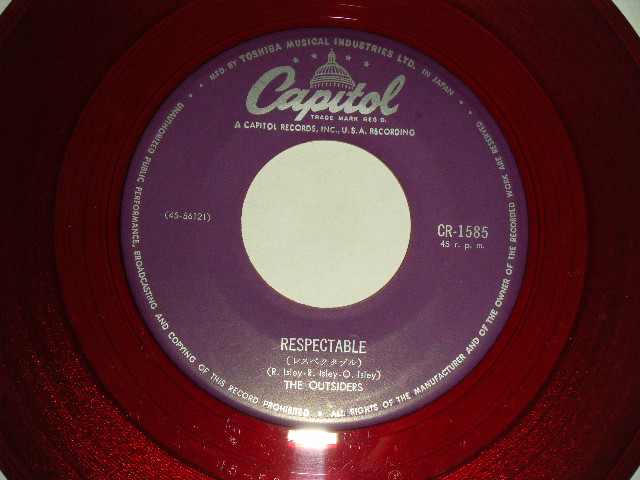 MFD. BY TOSHIBA MUSICAL INDUSTRIES LTD. IN JAPAN
Capitol
TRADE MARK REG D.
A CAPITOL RECORDS, INC., U.S.A. RECORDING
(45-56121)
CR-1585
45 r. p. m.
RESPECTABLE
(レスペクタブル)
(R. Isley-R. Isley-O. Isley)
THE OUTSIDERS
UNAUTHORIZED PUBLIC PERFORMANCE, BROADCASTING AND COPYING OF THIS RECORD PROHIBITED • ALL RIGHTS OF THE MANUFACTURER AND OF THE OWNER OF THE RECORDED WORK ARE RESERVED